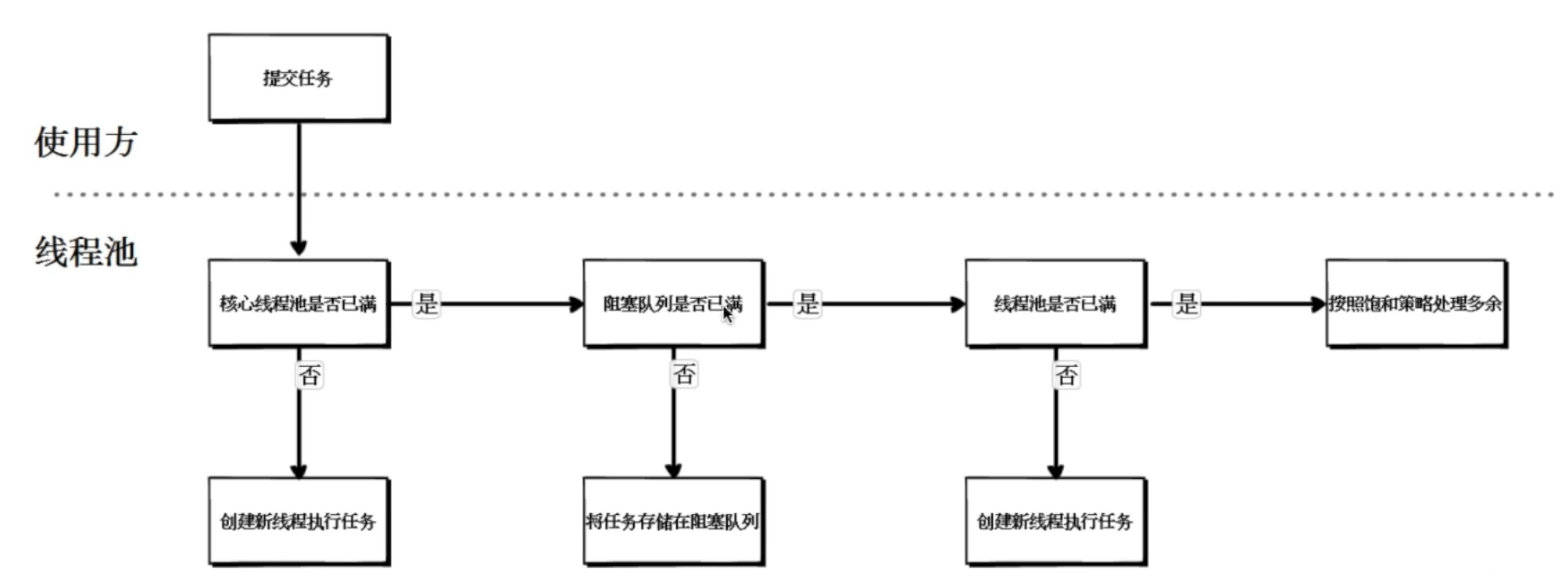 提交任务
使用方
线程池
核心线程池是否已满
是
阻塞队列是否已满
是
线程池是否已满
是
按照饱和策略处理多余
否
否
否
创建新线程执行任务
将任务存储在阻塞队列
创建新线程执行任务